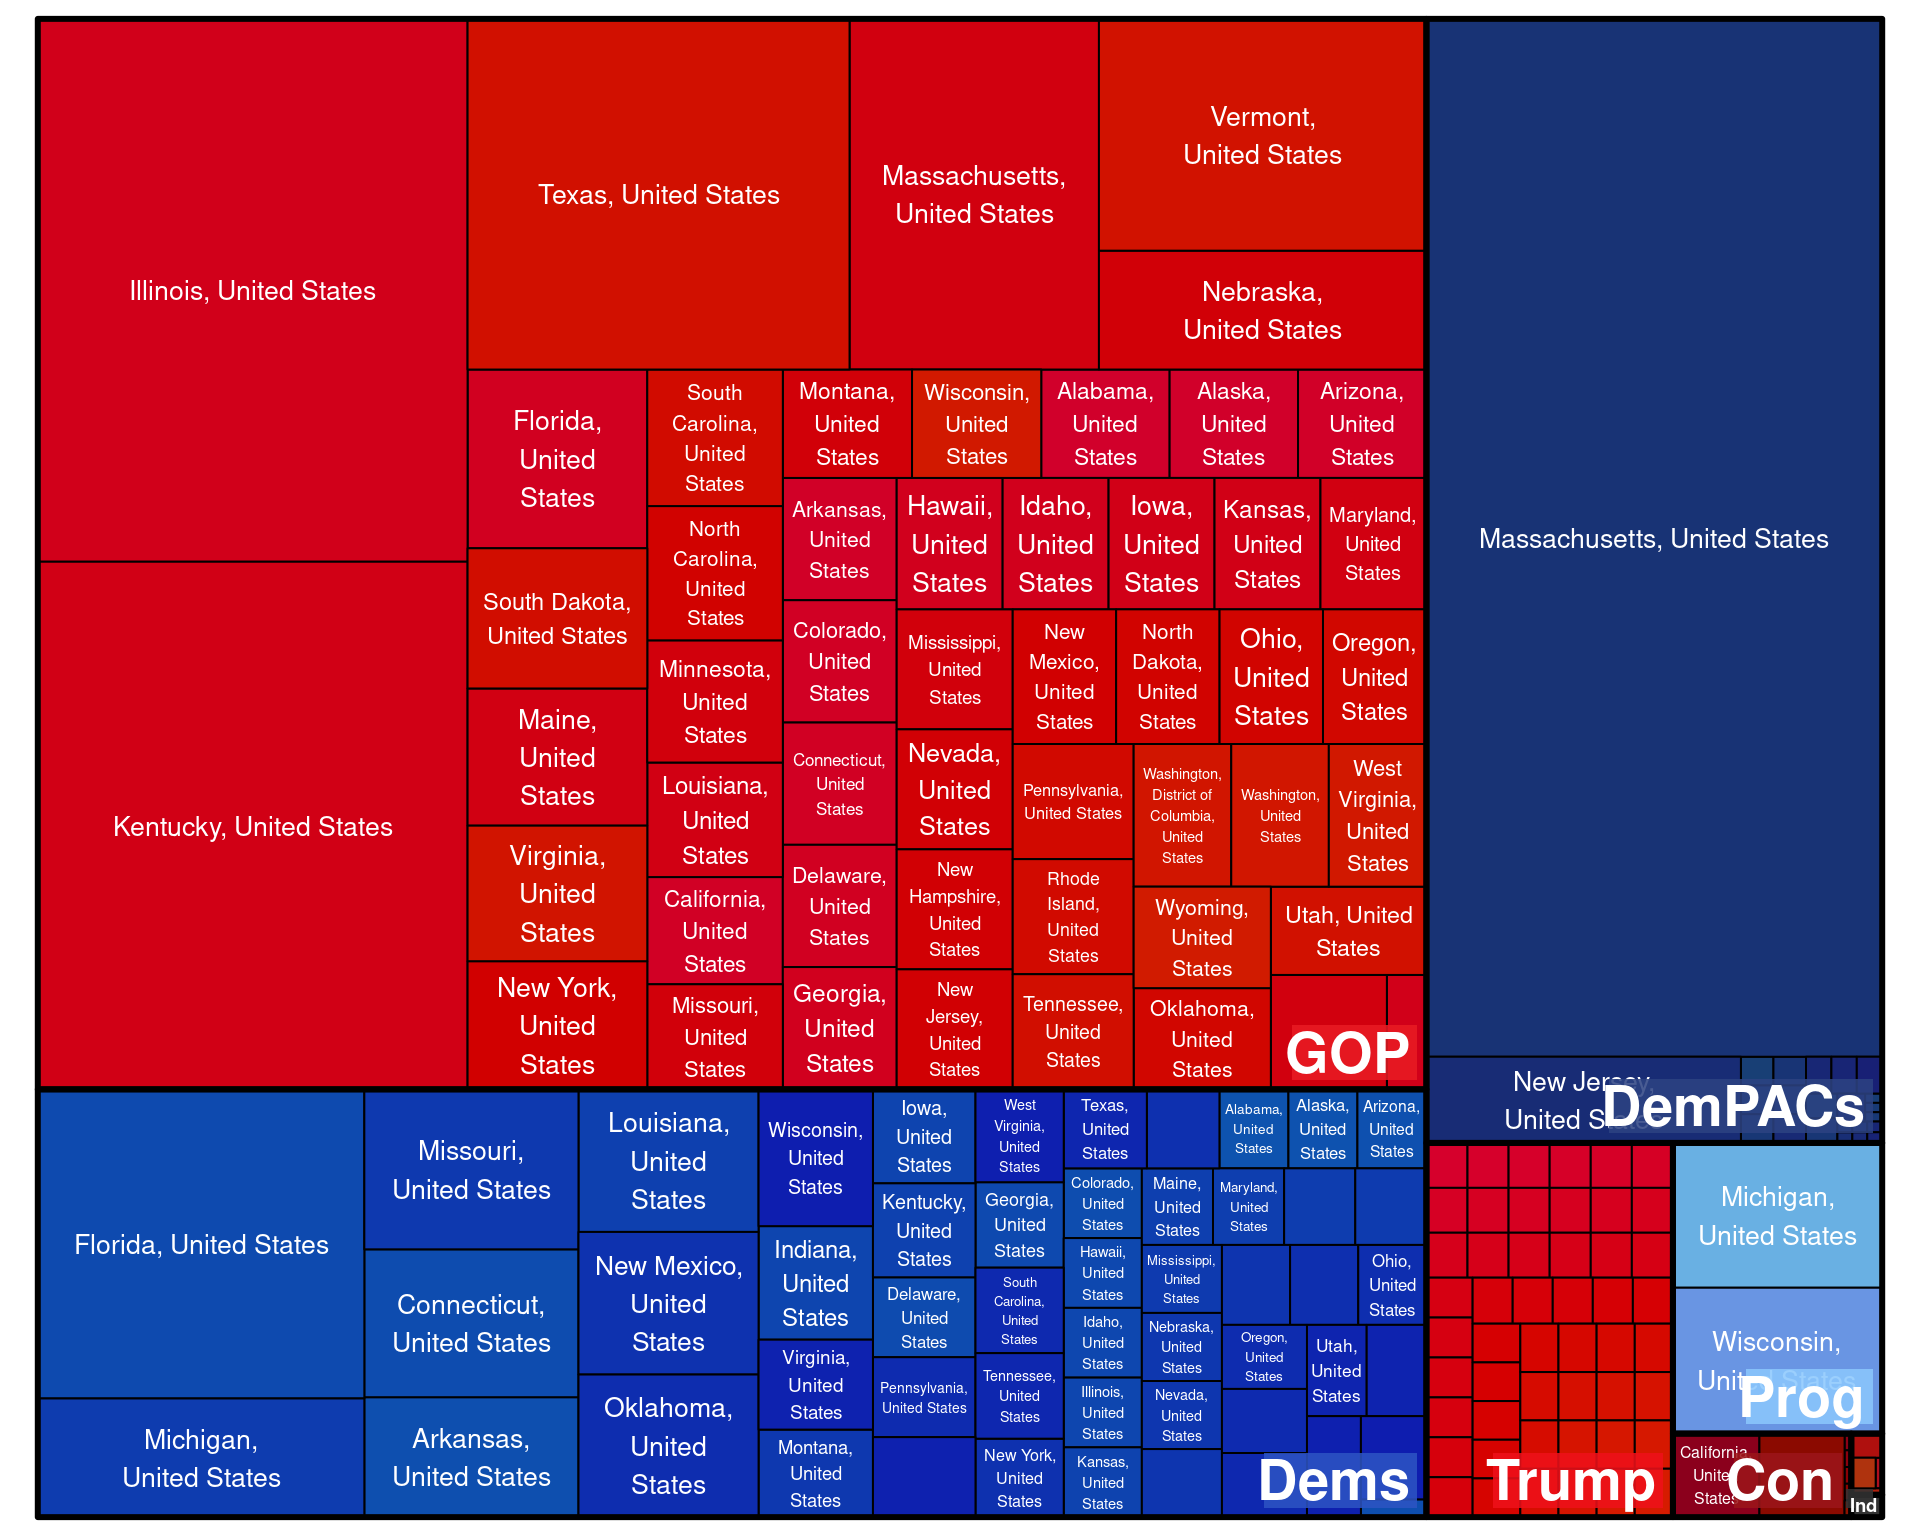 Illinois, United States
Kentucky, United States
Texas, United States
Massachusetts,
United States
Vermont,
United States
Nebraska,
United States
Florida,
United
States
South Dakota,
United States
Maine,
United
States
Virginia,
United
States
New York,
United
States
South
Carolina,
United
States
North
Carolina,
United
States
Minnesota,
United
States
Louisiana,
United
States
California,
United
States
Missouri,
United
States
Montana,
United
States
Wisconsin,
United
States
Alabama,
United
States
Alaska,
United
States
Arizona,
United
States
Arkansas,
United
States
Colorado,
United
States
Connecticut,
United
States
Delaware,
United
States
Georgia,
United
States
Hawaii,
United
States
Idaho,
United
States
Iowa,
United
States
Kansas,
United
States
Maryland,
United
States
Mississippi,
United
States
Nevada,
United
States
New
Hampshire,
United
States
New
Jersey,
United
States
New
Mexico,
United
States
North
Dakota,
United
States
Ohio,
United
States
Oregon,
United
States
Pennsylvania,
United States
Rhode
Island,
United
States
Tennessee,
United
States
Washington,
District of
Columbia,
United
States
Washington,
United
States
West
Virginia,
United
States
Wyoming,
United
States
Utah, United
States
Oklahoma,
United
States
GOP
Massachusetts, United States
New Jersey,
United States
DemPACs
Florida, United States
Michigan,
United States
Missouri,
United States
Connecticut,
United States
Arkansas,
United States
Louisiana,
United
States
New Mexico,
United
States
Oklahoma,
United
States
Wisconsin,
United
States
Indiana,
United
States
Virginia,
United
States
Montana,
United
States
Iowa,
United
States
Kentucky,
United
States
Delaware,
United
States
Pennsylvania,
United States
West
Virginia,
United
States
Georgia,
United
States
South
Carolina,
United
States
Tennessee,
United
States
New York,
United
States
Texas,
United
States
Colorado,
United
States
Hawaii,
United
States
Idaho,
United
States
Illinois,
United
States
Kansas,
United
States
Alabama,
United
States
Alaska,
United
States
Arizona,
United
States
Maine,
United
States
Maryland,
United
States
Mississippi,
United
States
Nebraska,
United
States
Nevada,
United
States
Ohio,
United
States
Oregon,
United
States
Utah,
United
States
Dems
Trump
Michigan,
United States
Wisconsin,
United States
Prog
California,
United
States
Con
Ind